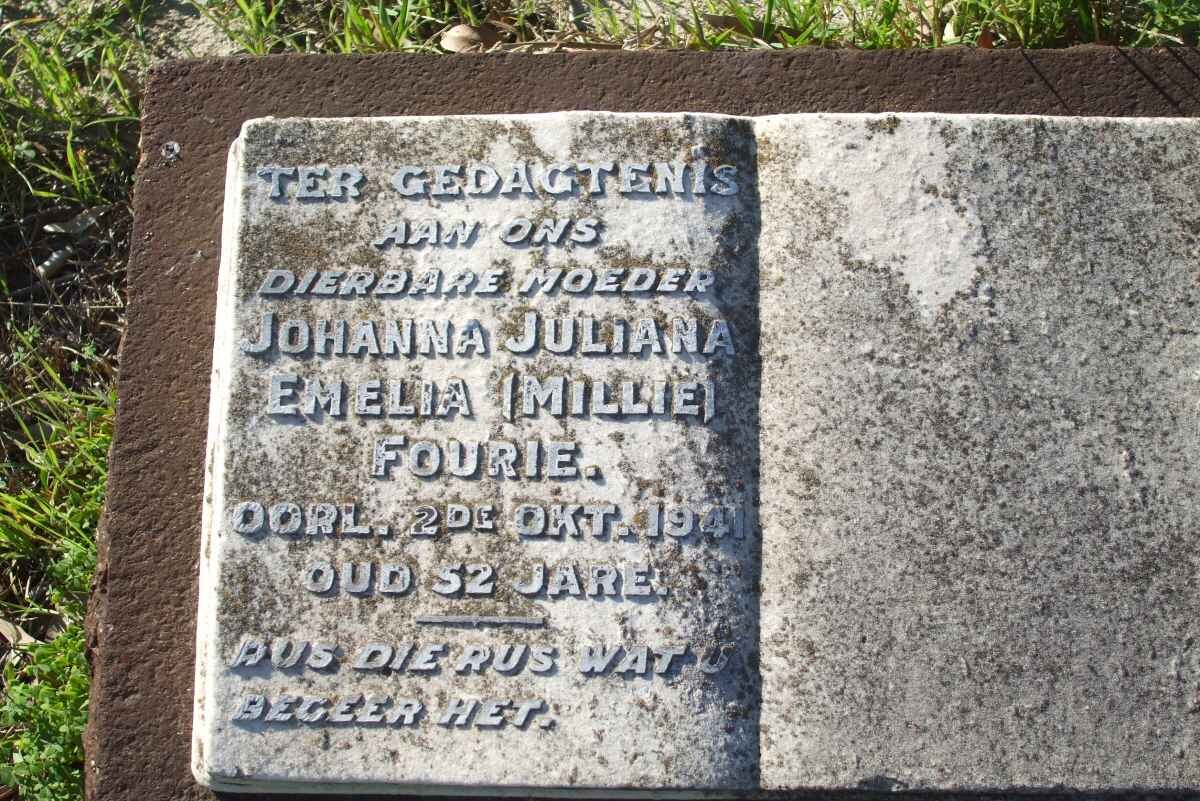 TER GEDAGTENIS
AAN ONS
DIERBARE MOEDER
JOHANNA JULIANA
EMELIA (MILLIE)
FOURIE.
OORL. 2DE OKT. 1941
OUD 52 JARE.
RUS DIE RUS WAT U
BEGEER HET.